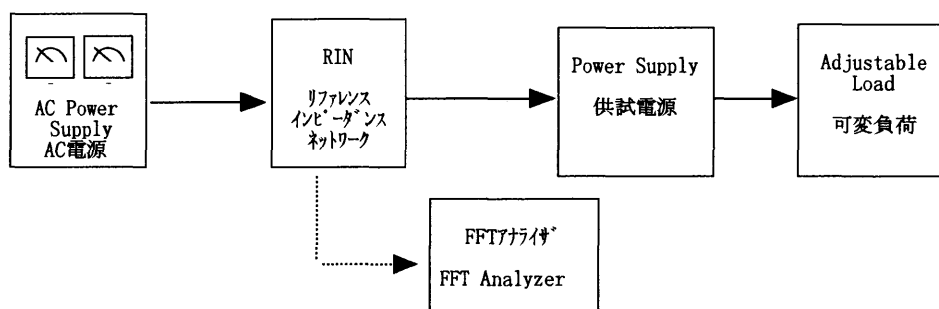 AC Power
Supply
AC電源
RIN
リファレンス
インピーダンス
ネットワーク
Power Supply
供試電源
Adjustable
Load
可変負荷
FFTアナライザ
FFT Analyzer